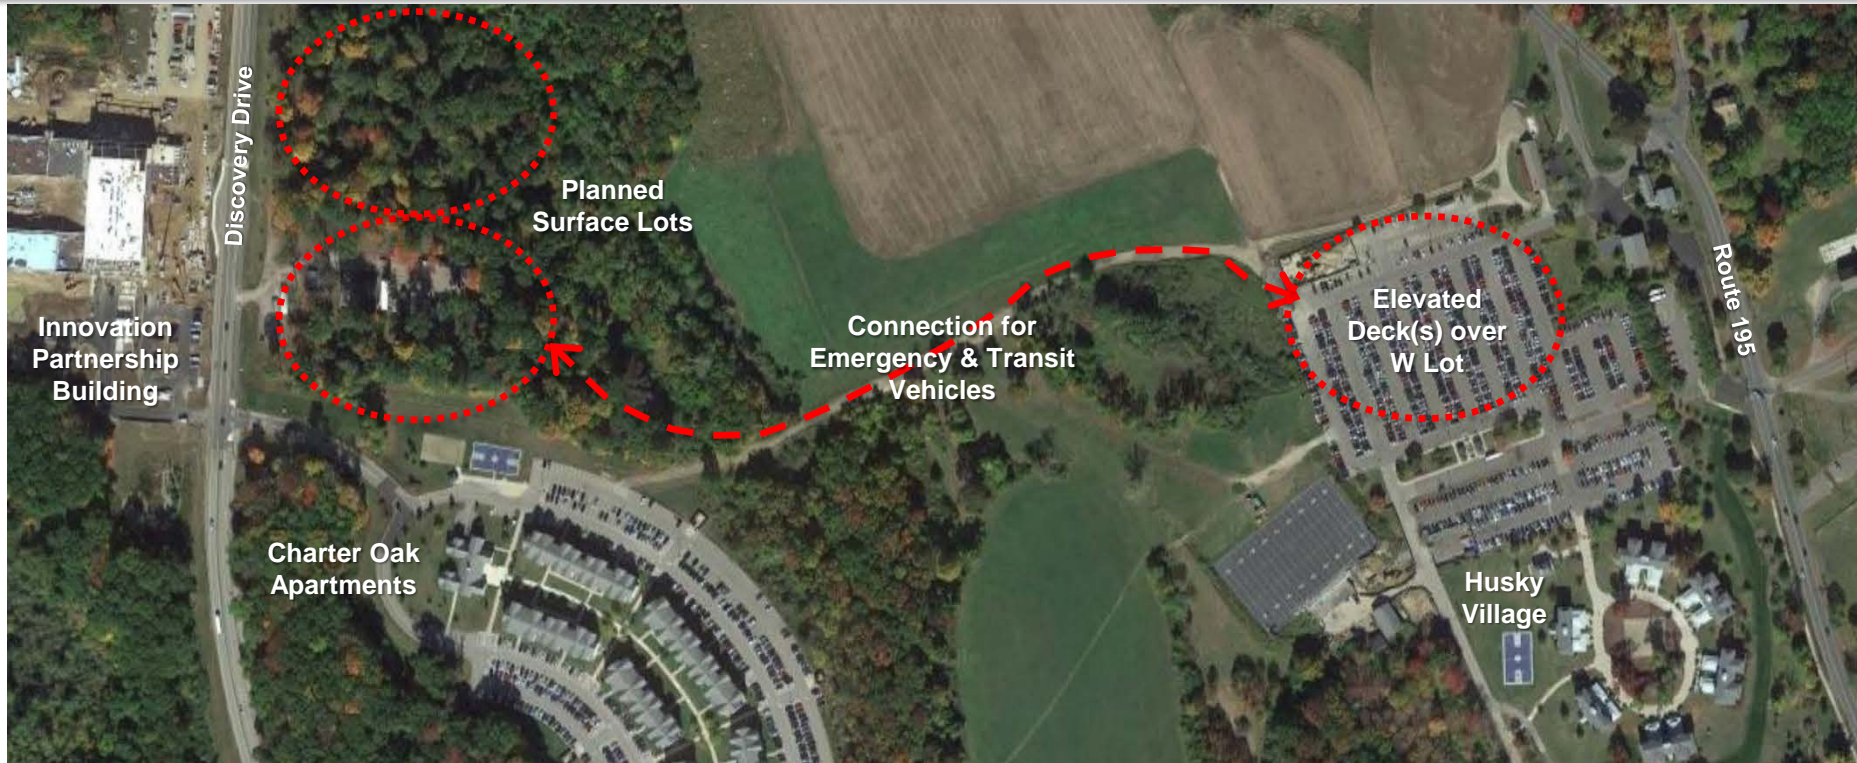 Discovery Drive
Planned
Surface Lots
Route 195
Elevated
Deck(s) over
W Lot
Innovation
Partnership
Building
Connection for
Emergency & Transit
Vehicles
Charter Oak
Apartments
Husky
Village